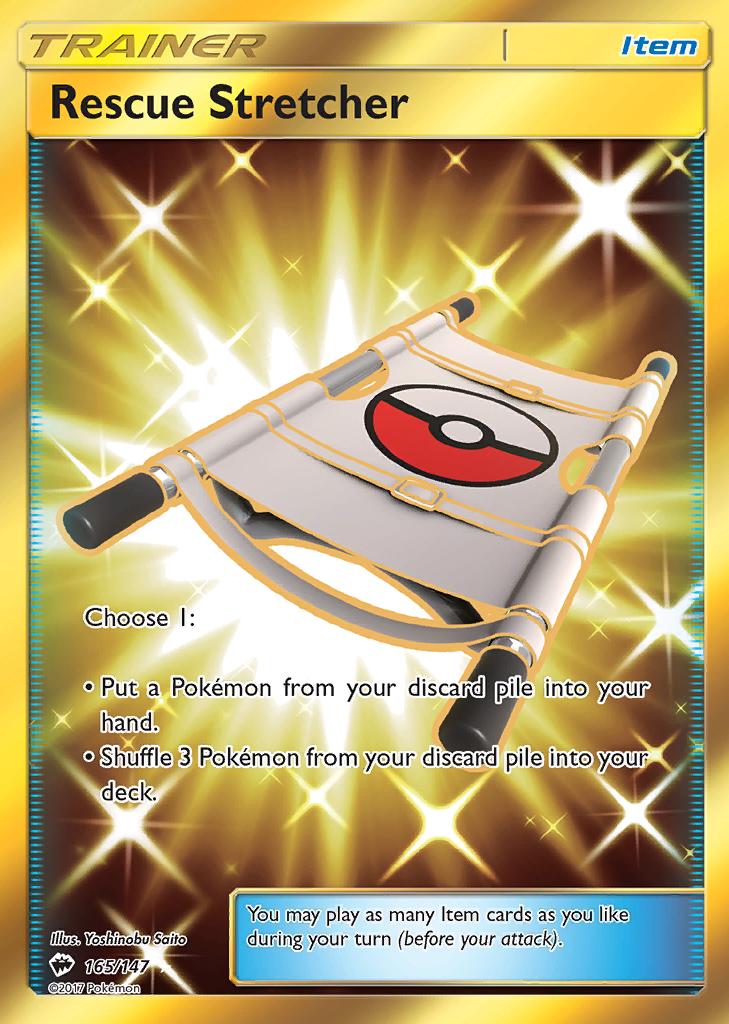 TRAINER
Item
Rescue Stretcher
Choose 1:
• Put a Pokémon from your discard pile into your
hand.
• Shuffle 3 Pokémon from your discard pile into your
deck.
You may play as many Item cards as you like
during your turn (before your attack).
Illus. Yoshinobu Saito
165/147
©2017 Pokémon